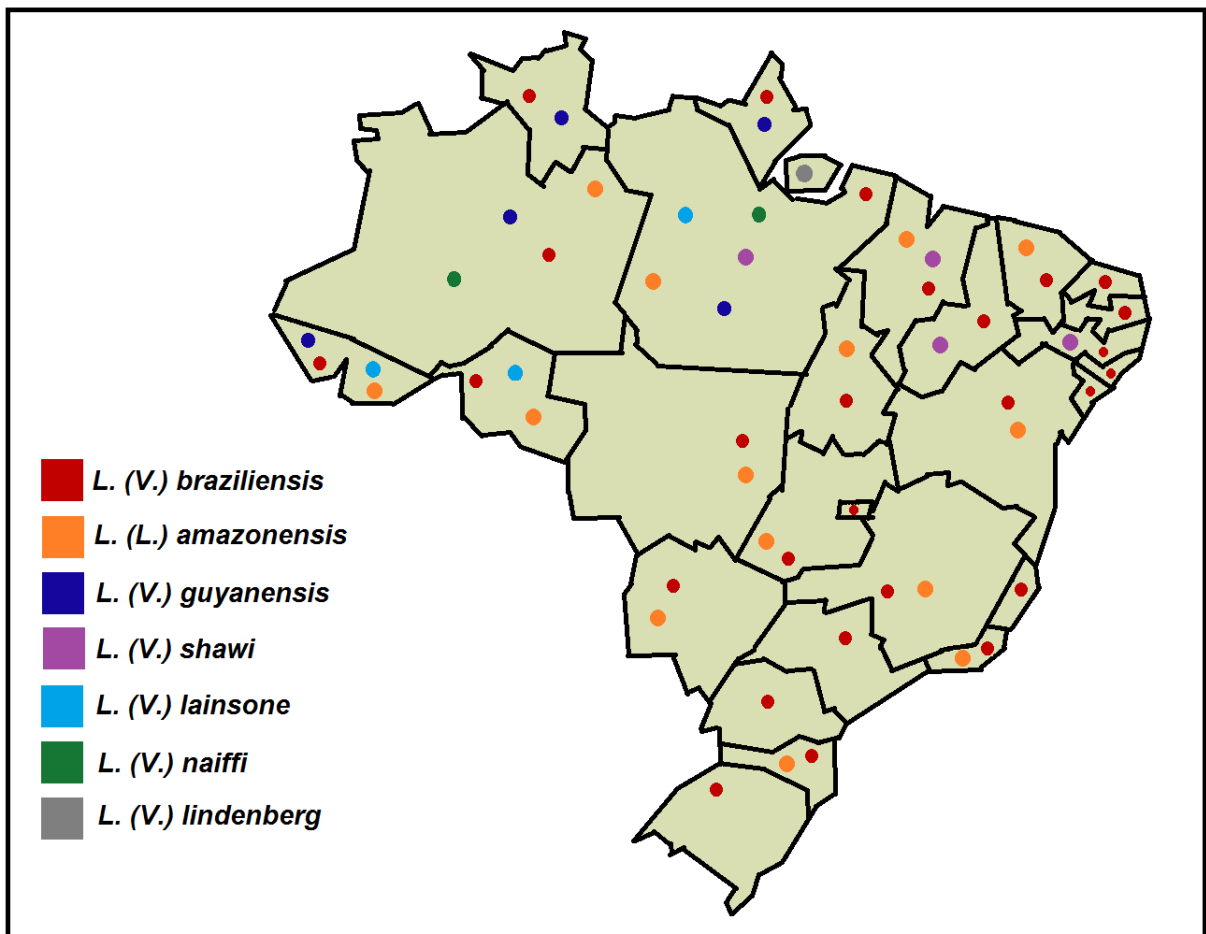 L. (V.) braziliensis
L. (L.) amazonensis
L. (V.) guyanensis
L. (V.) shawi
L. (V.) lainsone
L. (V.) naiffi
L. (V.) lindenberg